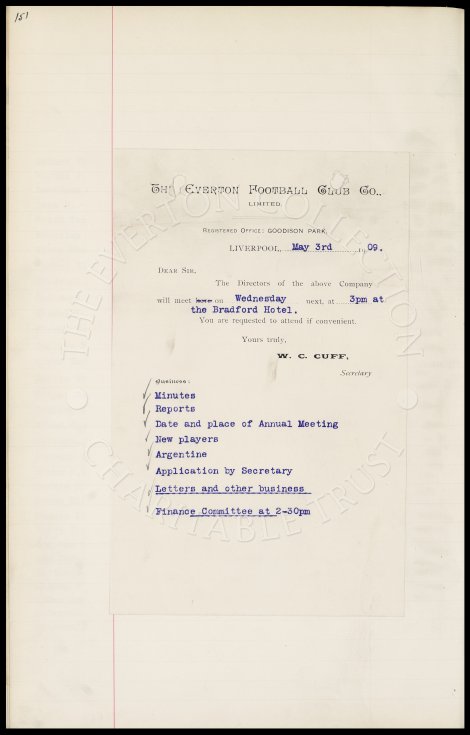 151
THE EVERTON FOOTBALL CLUB CO.,
LIMITED.
REGISTERED OFFICE: GOODISON PARK,
LIVERPOOL, May 3rd 1909.
DEAR SIR,
The Directors of the above Company
will meet here on Wednesday next, at 3pm at
the Bradford Hotel.
You are requested to attend if convenient.
Yours truly,
W. C. CUFF,
Secretary
Business:
Minutes
Reports
Date and place of Annual Meeting
New players
Argentine
Application by Secretary
Letters and other business
Finance Committee at 2-30pm
THE EVERTON COLLECTION
CHARITABLE TRUST